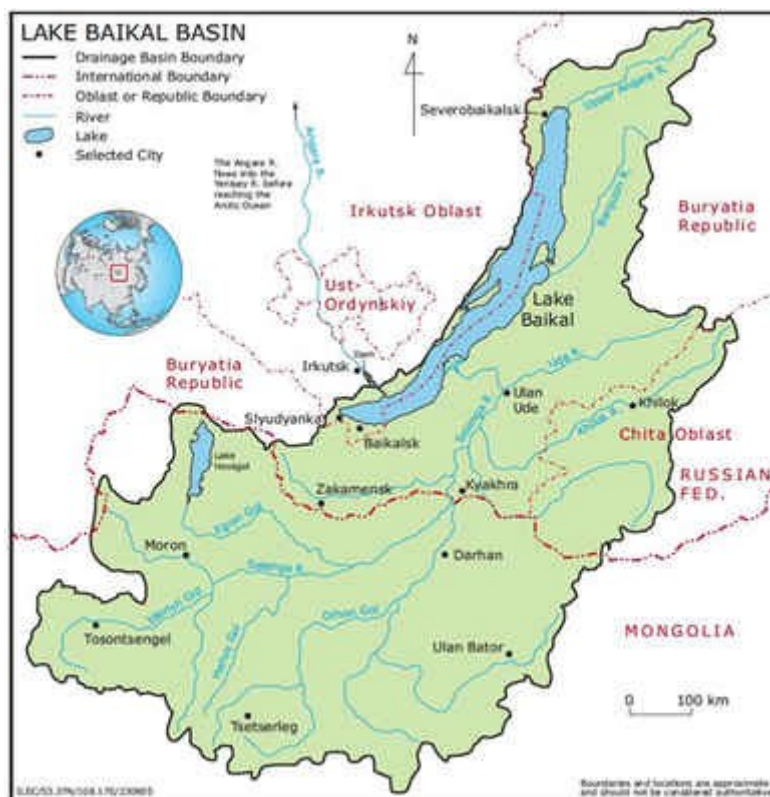 LAKE BAIKAL BASIN
Drainage Basin Boundary
International Boundary
Oblast or Republic Boundary
River
Lake
Selected City
N
Severobaikalsk
Upper Angara R.
Angara R.
The Angara R.
flows into the
Yenisey R. before
reaching the
Arctic Ocean
Irkutsk Oblast
Barguzin R.
Buryatia
Republic
Ust-
Ordynskiy
Lake
Baikal
Dam
Irkutsk
Buryatia
Republic
Uda R.
Slyudyanka
Ulan
Ude
Khilok
Baikalsk
Selenga R.
Khilok R.
Chita Oblast
Lake
Hovsgol
RUSSIAN
FED.
Zakamensk
Kyakhra
Egiin Gol
Moron
Darhan
Selenga R.
Orhon Gol
Tosontsengel
Ulan Bator
MONGOLIA
0 100 km
Tsetserleg
Boundaries and locations are approximate
and should not be considered authoritative